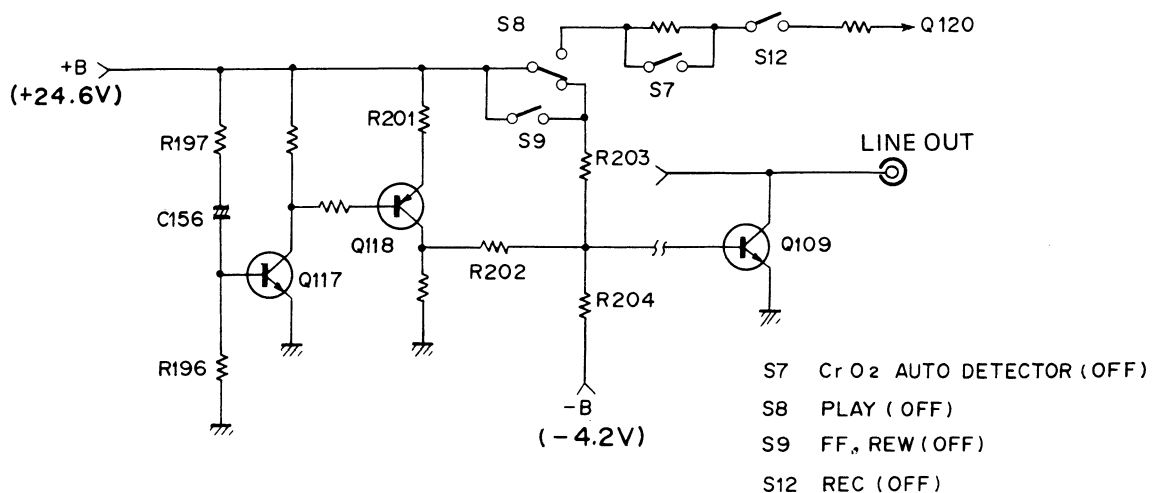 S8
Q120
S12
S7
+B
(+24.6V)
R201
S9
R197
R203
LINE OUT
C156
Q118
Q109
R202
Q117
R204
R196
-B
(-4.2V)
S7 CrO2 AUTO DETECTOR (OFF)
S8 PLAY (OFF)
S9 FF, REW (OFF)
S12 REC (OFF)